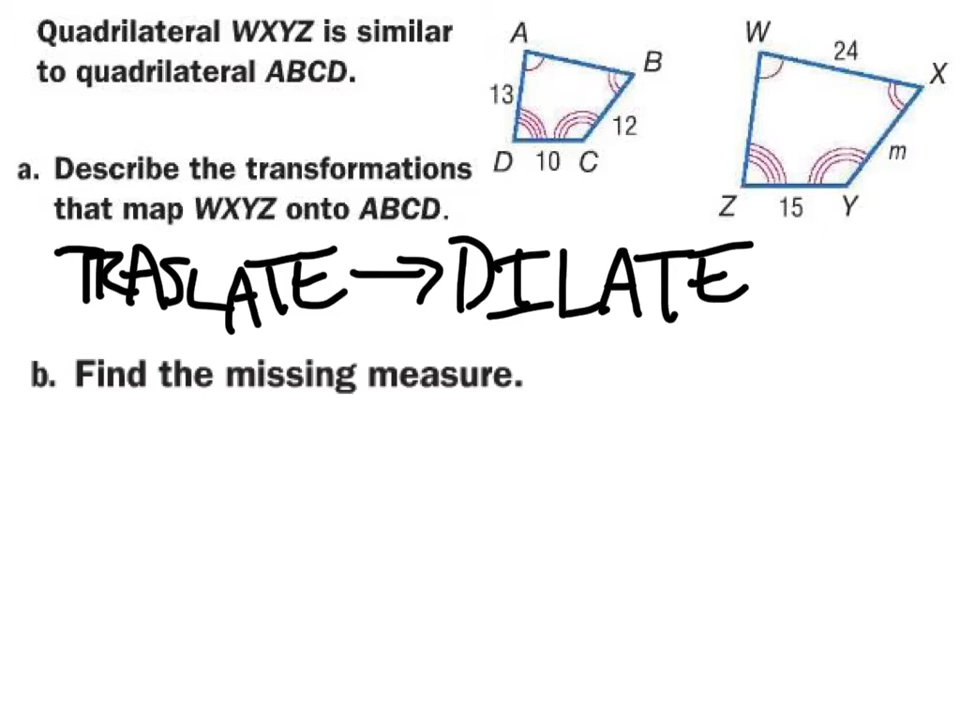 Quadrilateral WXYZ is similar
to quadrilateral ABCD.
A
B
13
12
D 10 C
W
24
X
m
Z 15 Y
a. Describe the transformations
that map WXYZ onto ABCD.
TRASLATE → DILATE
b. Find the missing measure.